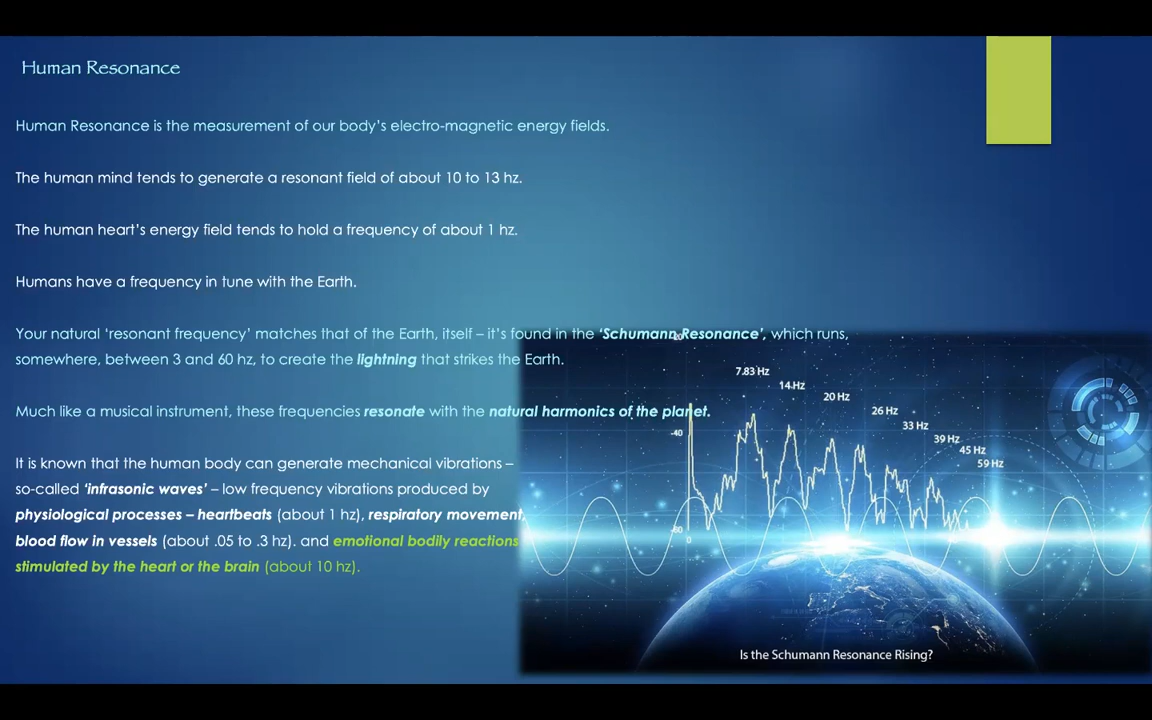 Human Resonance
Human Resonance is the measurement of our body's electro-magnetic energy fields.
The human mind tends to generate a resonant field of about 10 to 13 hz.
The human heart's energy field tends to hold a frequency of about 1 hz.
Humans have a frequency in tune with the Earth.
Your natural 'resonant frequency' matches that of the Earth, itself – it's found in the 'Schumann Resonance', which runs,
somewhere, between 3 and 60 hz, to create the lightning that strikes the Earth.
Much like a musical instrument, these frequencies resonate with the natural harmonics of the planet.
It is known that the human body can generate mechanical vibrations –
so-called 'infrasonic waves' – low frequency vibrations produced by
physiological processes – heartbeats (about 1 hz), respiratory movement,
blood flow in vessels (about .05 to .3 hz). and emotional bodily reactions
stimulated by the heart or the brain (about 10 hz).
7.83 Hz
14 Hz
20 Hz
26 Hz
33 Hz
39 Hz
45 Hz
59 Hz
-40
-60
0
Is the Schumann Resonance Rising?